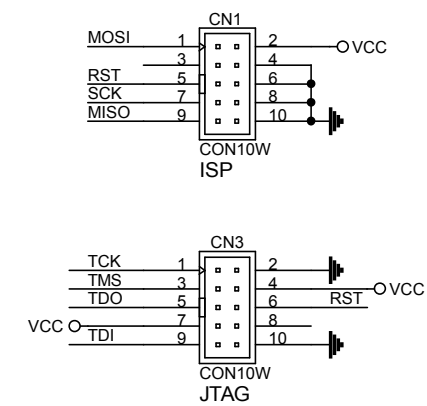 CN1
MOSI 1 2 VCC
3 4
RST 5 6
SCK 7 8
MISO 9 10
CON10W
ISP
CN3
TCK 1 2
TMS 3 4 VCC
TDO 5 6 RST
VCC 7 8
TDI 9 10
CON10W
JTAG